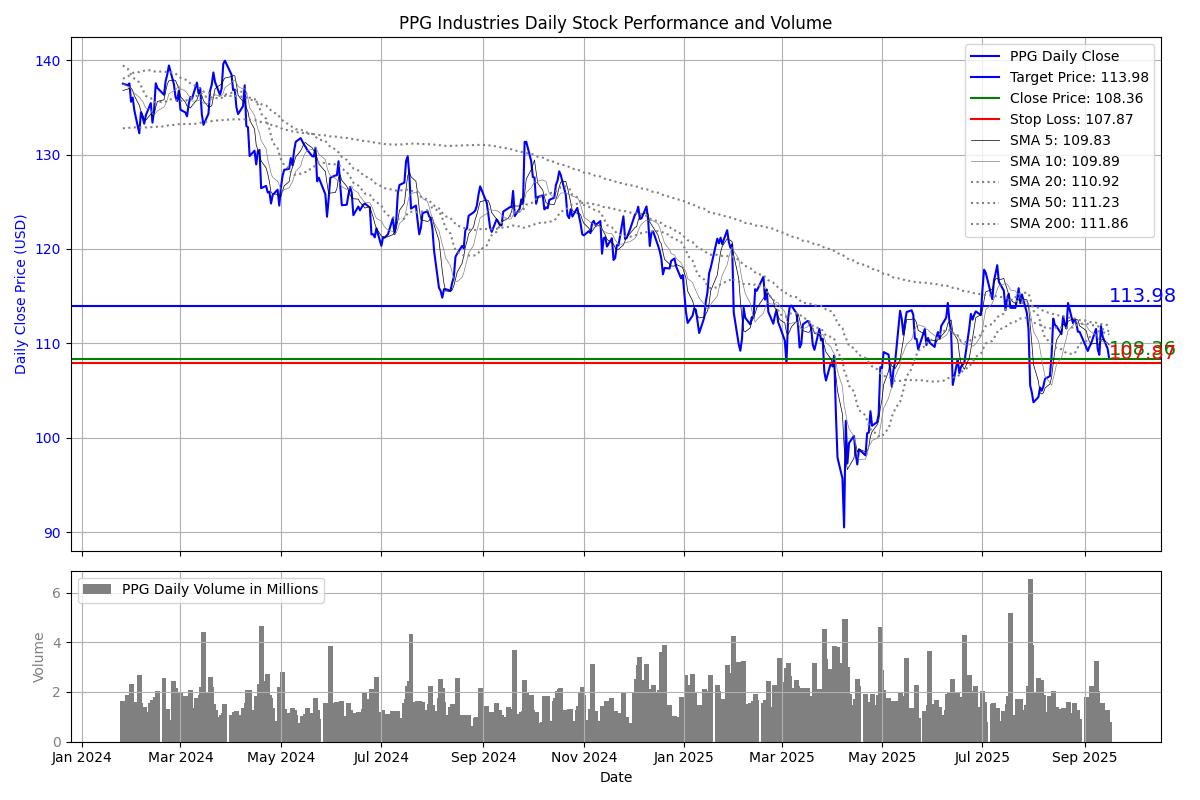 PPG Industries Daily Stock Performance and Volume
140
130
120
110
100
90
Daily Close Price (USD)
PPG Daily Close
Target Price: 113.98
Close Price: 108.36
Stop Loss: 107.87
SMA 5: 109.83
SMA 10: 109.89
SMA 20: 110.92
SMA 50: 111.23
SMA 200: 111.86
113.98
108.36
107.87
PPG Daily Volume in Millions
6
4
2
0
Volume
Jan 2024 Mar 2024 May 2024 Jul 2024 Sep 2024 Nov 2024 Jan 2025 Mar 2025 May 2025 Jul 2025 Sep 2025
Date